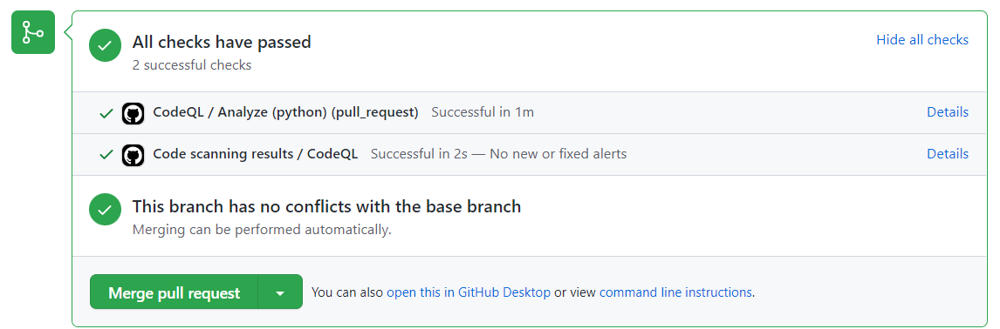 All checks have passed
Hide all checks
2 successful checks
CodeQL / Analyze (python) (pull_request) Successful in 1m
Details
Code scanning results / CodeQL Successful in 2s — No new or fixed alerts
Details
This branch has no conflicts with the base branch
Merging can be performed automatically.
Merge pull request
You can also open this in GitHub Desktop or view command line instructions.